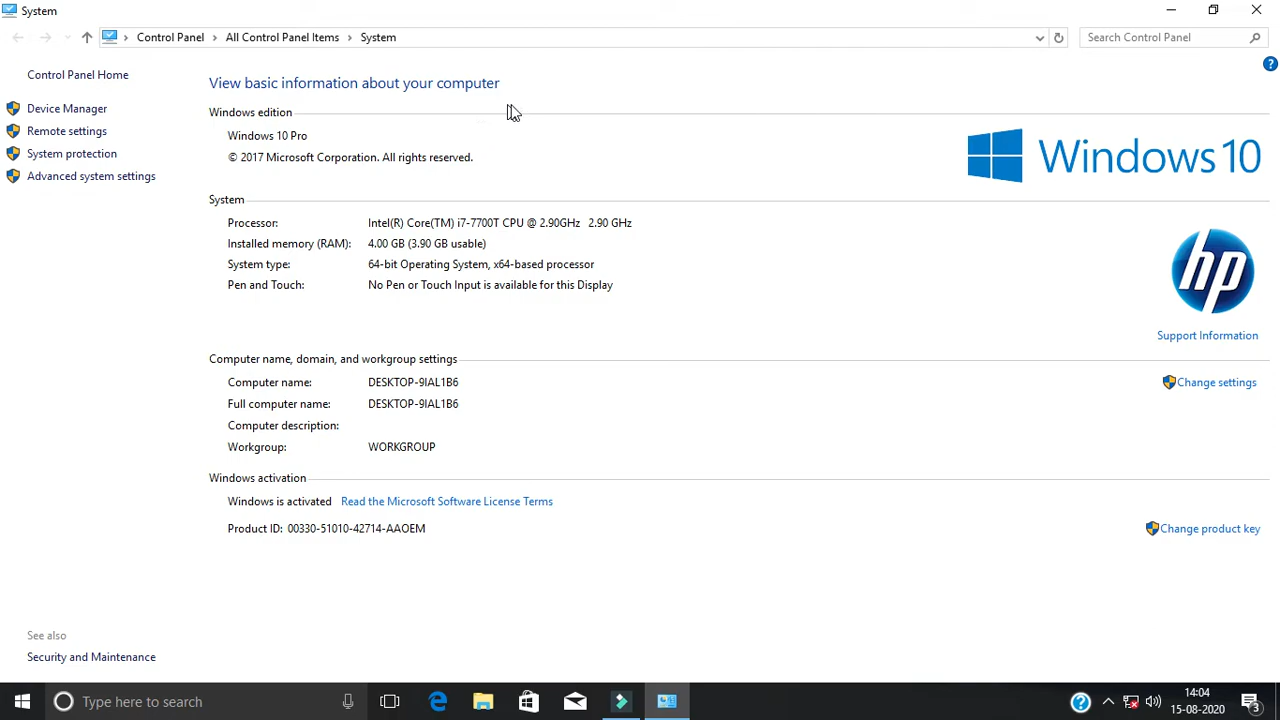 System
Control Panel > All Control Panel Items > System
Search Control Panel
Control Panel Home
Device Manager
Remote settings
System protection
Advanced system settings
View basic information about your computer
Windows edition
Windows 10 Pro
© 2017 Microsoft Corporation. All rights reserved.
Windows 10
System
Processor: Intel(R) Core(TM) i7-7700T CPU @ 2.90GHz 2.90 GHz
Installed memory (RAM): 4.00 GB (3.90 GB usable)
System type: 64-bit Operating System, x64-based processor
Pen and Touch: No Pen or Touch Input is available for this Display
hp
Support Information
Computer name, domain, and workgroup settings
Computer name: DESKTOP-9IAL1B6
Change settings
Full computer name: DESKTOP-9IAL1B6
Computer description:
Workgroup: WORKGROUP
Windows activation
Windows is activated Read the Microsoft Software License Terms
Product ID: 00330-51010-42714-AAOEM
Change product key
See also
Security and Maintenance
Type here to search
14:04
15-08-2020
3